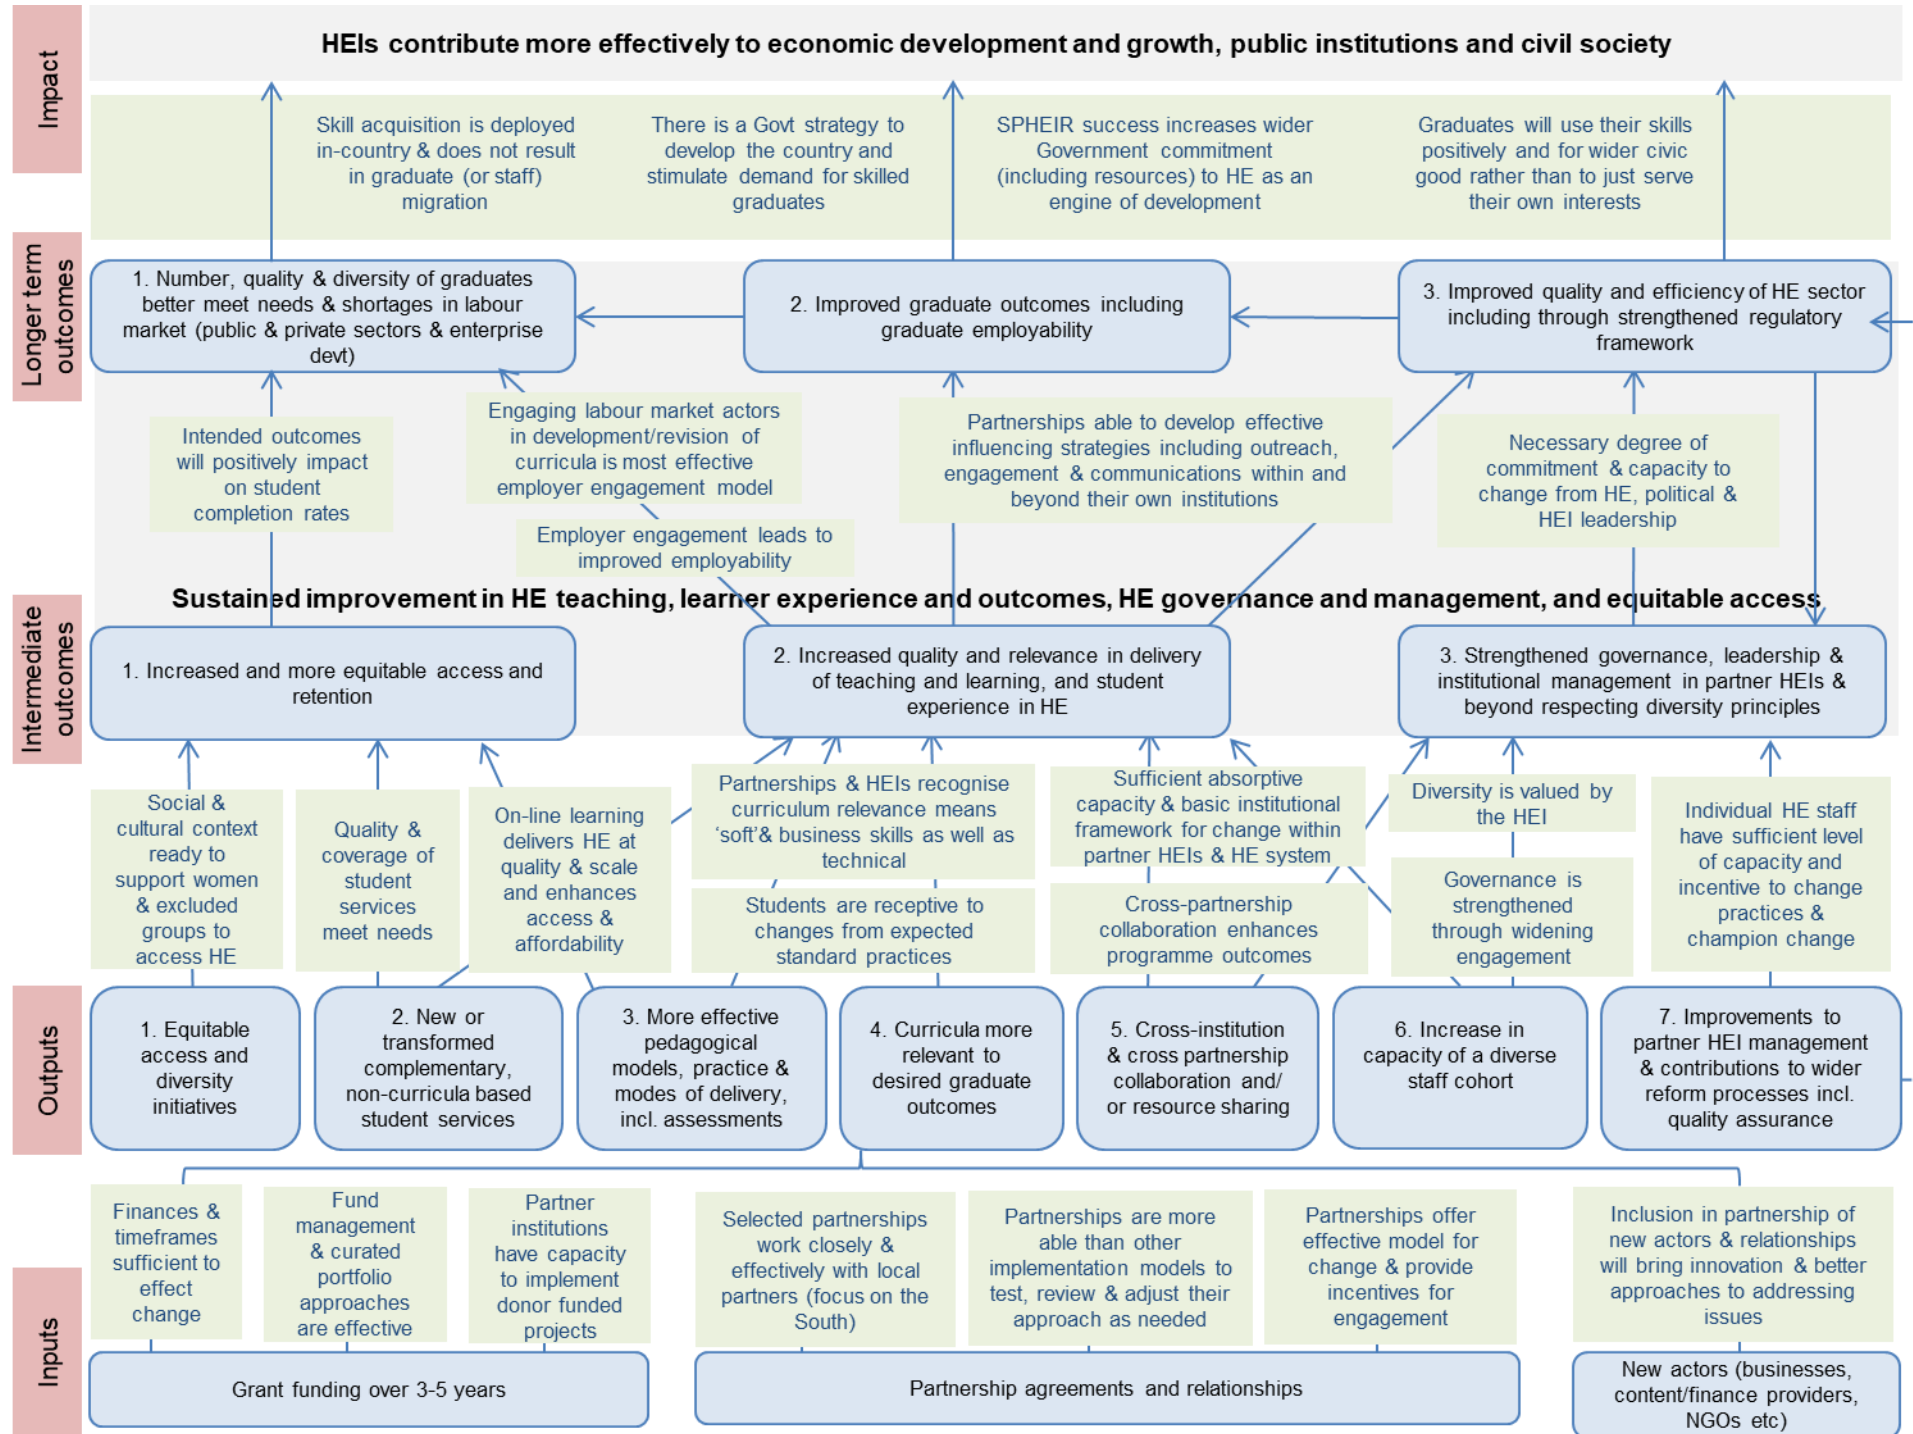 Impact
HEIs contribute more effectively to economic development and growth, public institutions and civil society
Skill acquisition is deployed
in-country & does not result
in graduate (or staff)
migration
There is a Govt strategy to
develop the country and
stimulate demand for skilled
graduates
SPHEIR success increases wider
Government commitment
(including resources) to HE as an
engine of development
Graduates will use their skills
positively and for wider civic
good rather than to just serve
their own interests
Longer term
outcomes
1. Number, quality & diversity of graduates
better meet needs & shortages in labour
market (public & private sectors & enterprise
devt)
2. Improved graduate outcomes including
graduate employability
3. Improved quality and efficiency of HE sector
including through strengthened regulatory
framework
Intended outcomes
will positively impact
on student
completion rates
Engaging labour market actors
in development/revision of
curricula is most effective
employer engagement model
Employer engagement leads to
improved employability
Partnerships able to develop effective
influencing strategies including outreach,
engagement & communications within and
beyond their own institutions
Necessary degree of
commitment & capacity to
change from HE, political &
HEI leadership
Sustained improvement in HE teaching, learner experience and outcomes, HE governance and management, and equitable access
Intermediate
outcomes
1. Increased and more equitable access and
retention
2. Increased quality and relevance in delivery
of teaching and learning, and student
experience in HE
3. Strengthened governance, leadership &
institutional management in partner HEIs &
beyond respecting diversity principles
Social &
cultural context
ready to
support women
& excluded
groups to
access HE
Quality &
coverage of
student
services
meet needs
On-line learning
delivers HE at
quality & scale
and enhances
access &
affordability
Partnerships & HEIs recognise
curriculum relevance means
‘soft’& business skills as well as
technical
Students are receptive to
changes from expected
standard practices
Sufficient absorptive
capacity & basic institutional
framework for change within
partner HEIs & HE system
Cross-partnership
collaboration enhances
programme outcomes
Diversity is valued by
the HEI
Governance is
strengthened
through widening
engagement
Individual HE staff
have sufficient level
of capacity and
incentive to change
practices &
champion change
Outputs
1. Equitable
access and
diversity
initiatives
2. New or
transformed
complementary,
non-curricula based
student services
3. More effective
pedagogical
models, practice &
modes of delivery,
incl. assessments
4. Curricula more
relevant to
desired graduate
outcomes
5. Cross-institution
& cross partnership
collaboration and/
or resource sharing
6. Increase in
capacity of a diverse
staff cohort
7. Improvements to
partner HEI management
& contributions to wider
reform processes incl.
quality assurance
Finances &
timeframes
sufficient to
effect
change
Fund
management
& curated
portfolio
approaches
are effective
Partner
institutions
have capacity
to implement
donor funded
projects
Selected partnerships
work closely &
effectively with local
partners (focus on the
South)
Partnerships are more
able than other
implementation models to
test, review & adjust their
approach as needed
Partnerships offer
effective model for
change & provide
incentives for
engagement
Inclusion in partnership of
new actors & relationships
will bring innovation & better
approaches to addressing
issues
Inputs
Grant funding over 3-5 years
Partnership agreements and relationships
New actors (businesses,
content/finance providers,
NGOs etc)